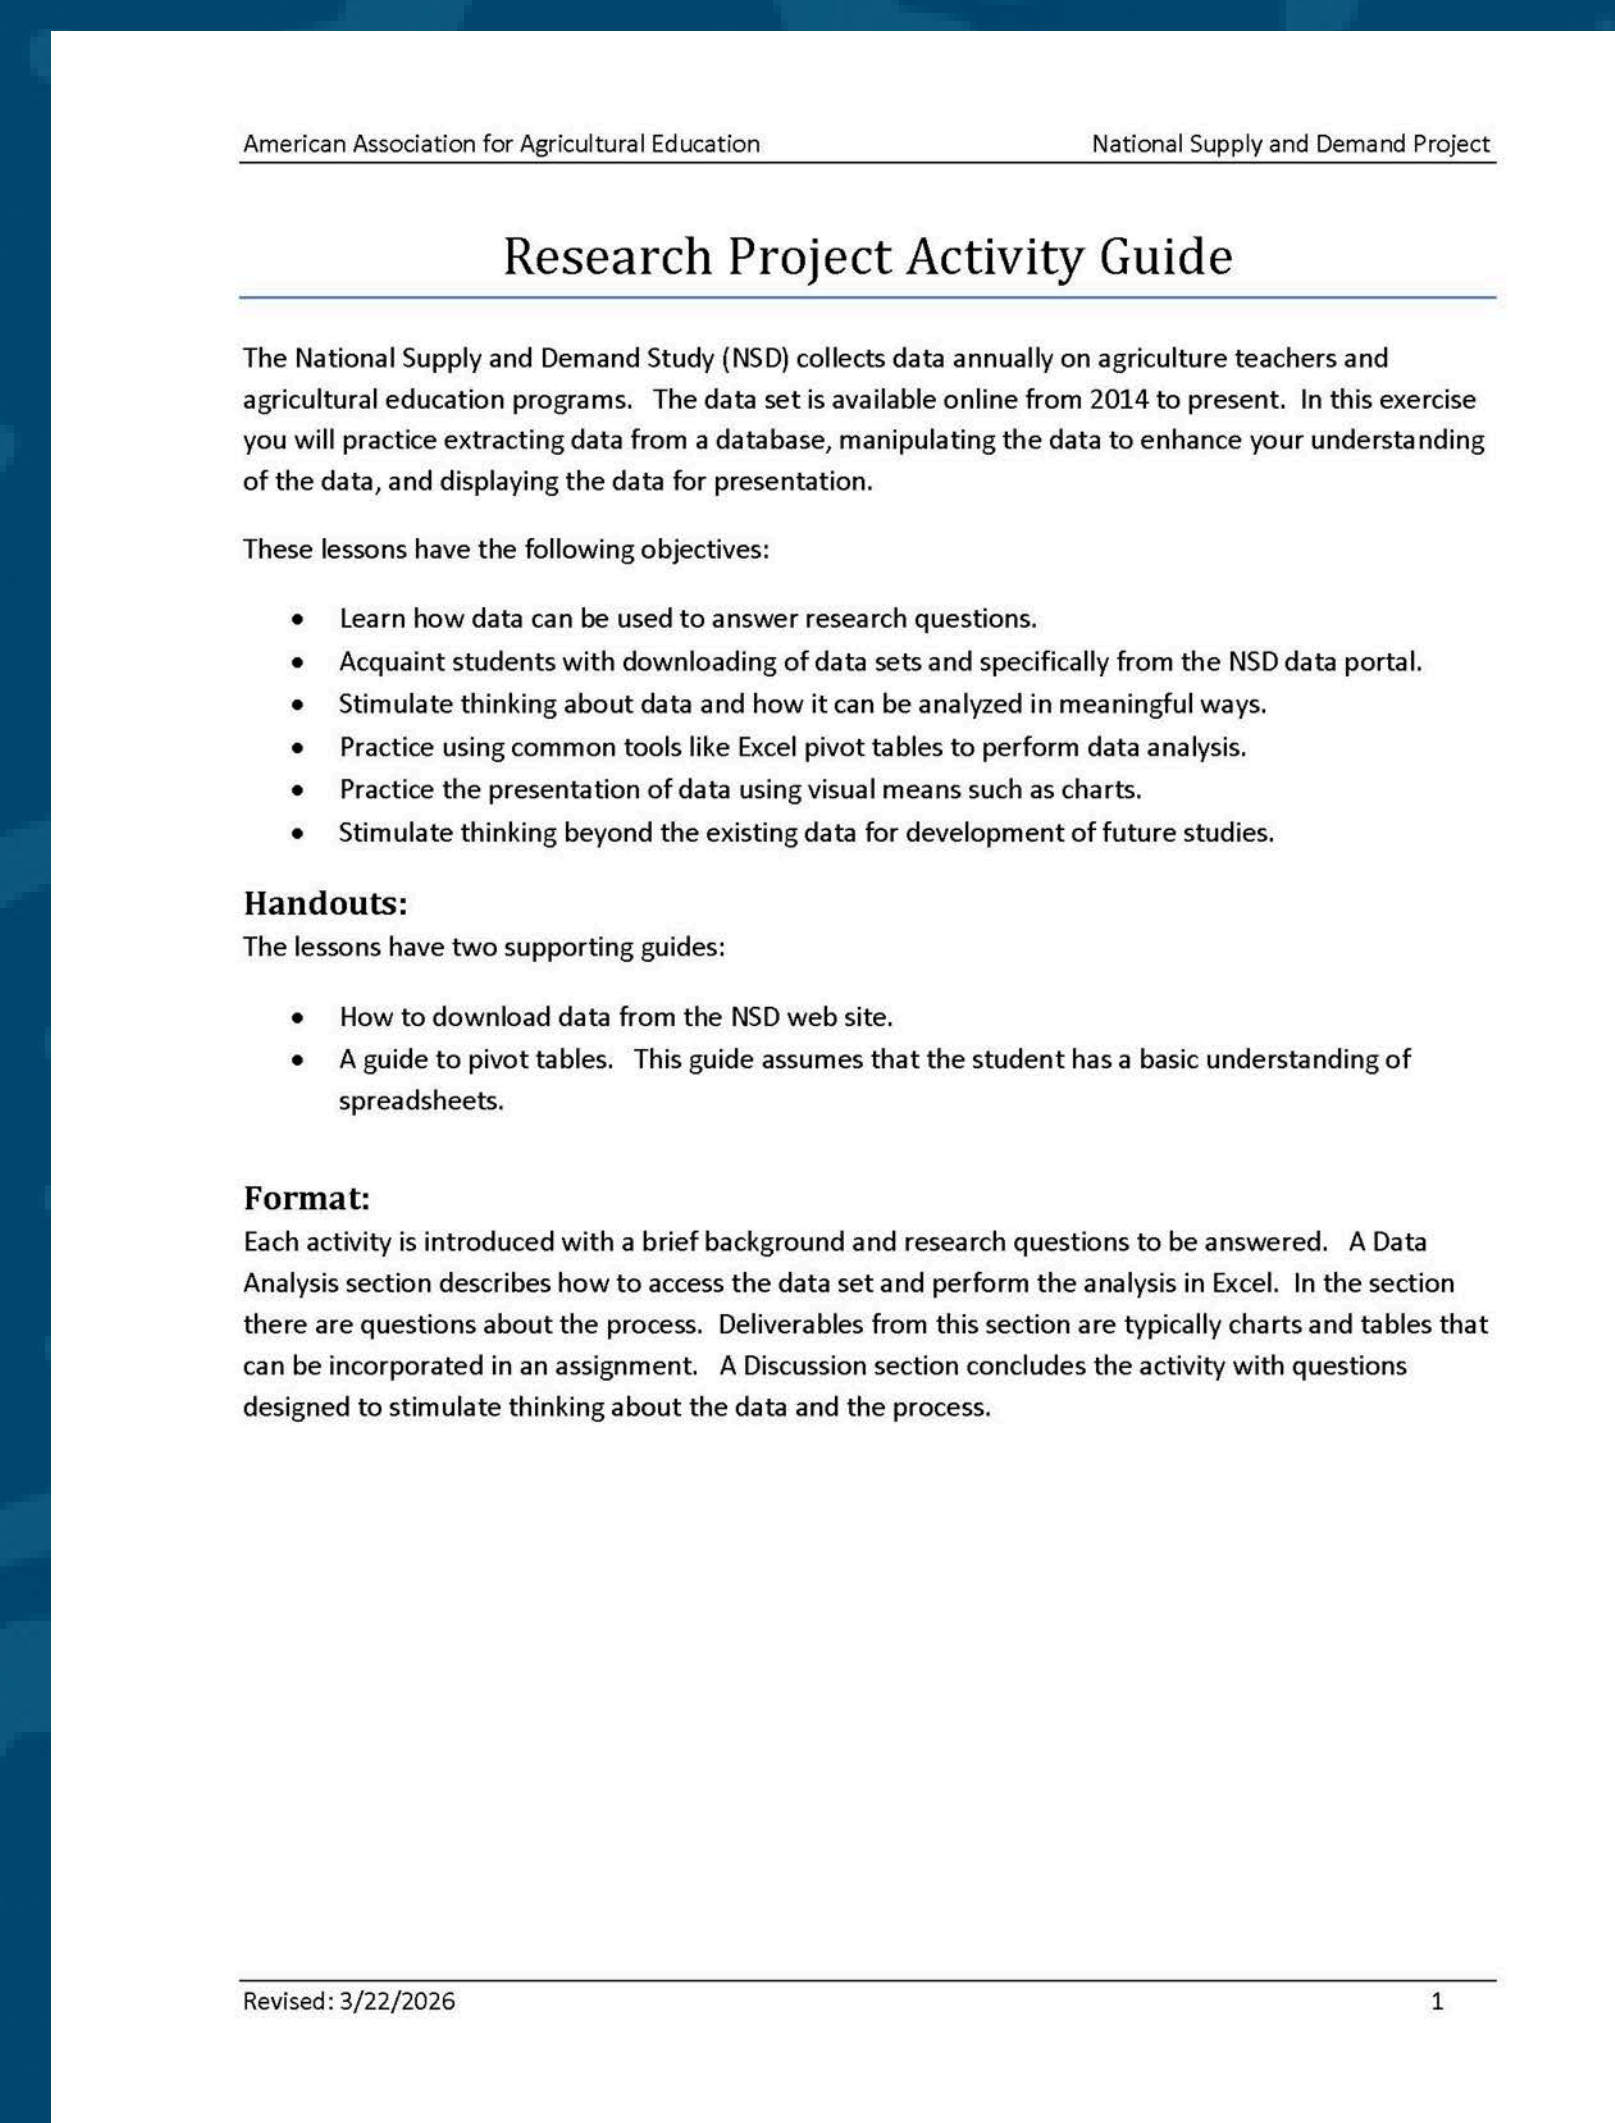 American Association for Agricultural Education National Supply and Demand Project
Research Project Activity Guide
The National Supply and Demand Study (NSD) collects data annually on agriculture teachers and
agricultural education programs. The data set is available online from 2014 to present. In this exercise
you will practice extracting data from a database, manipulating the data to enhance your understanding
of the data, and displaying the data for presentation.
These lessons have the following objectives:
• Learn how data can be used to answer research questions.
• Acquaint students with downloading of data sets and specifically from the NSD data portal.
• Stimulate thinking about data and how it can be analyzed in meaningful ways.
• Practice using common tools like Excel pivot tables to perform data analysis.
• Practice the presentation of data using visual means such as charts.
• Stimulate thinking beyond the existing data for development of future studies.
Handouts:
The lessons have two supporting guides:
• How to download data from the NSD web site.
• A guide to pivot tables. This guide assumes that the student has a basic understanding of
spreadsheets.
Format:
Each activity is introduced with a brief background and research questions to be answered. A Data
Analysis section describes how to access the data set and perform the analysis in Excel. In the section
there are questions about the process. Deliverables from this section are typically charts and tables that
can be incorporated in an assignment. A Discussion section concludes the activity with questions
designed to stimulate thinking about the data and the process.
Revised: 3/22/2026 1